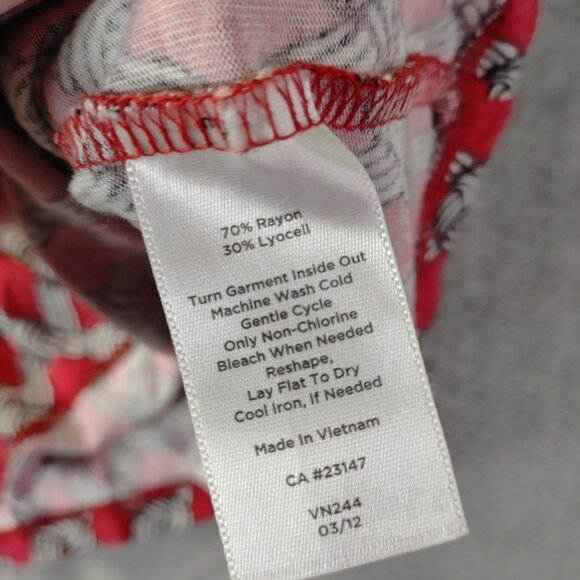 70% Rayon
30% Lyocell
Turn Garment Inside Out
Machine Wash Cold
Gentle Cycle
Only Non-Chlorine
Bleach When Needed
Reshape,
Lay Flat To Dry
Cool Iron, If Needed
Made In Vietnam
CA #23147
VN244
03/12